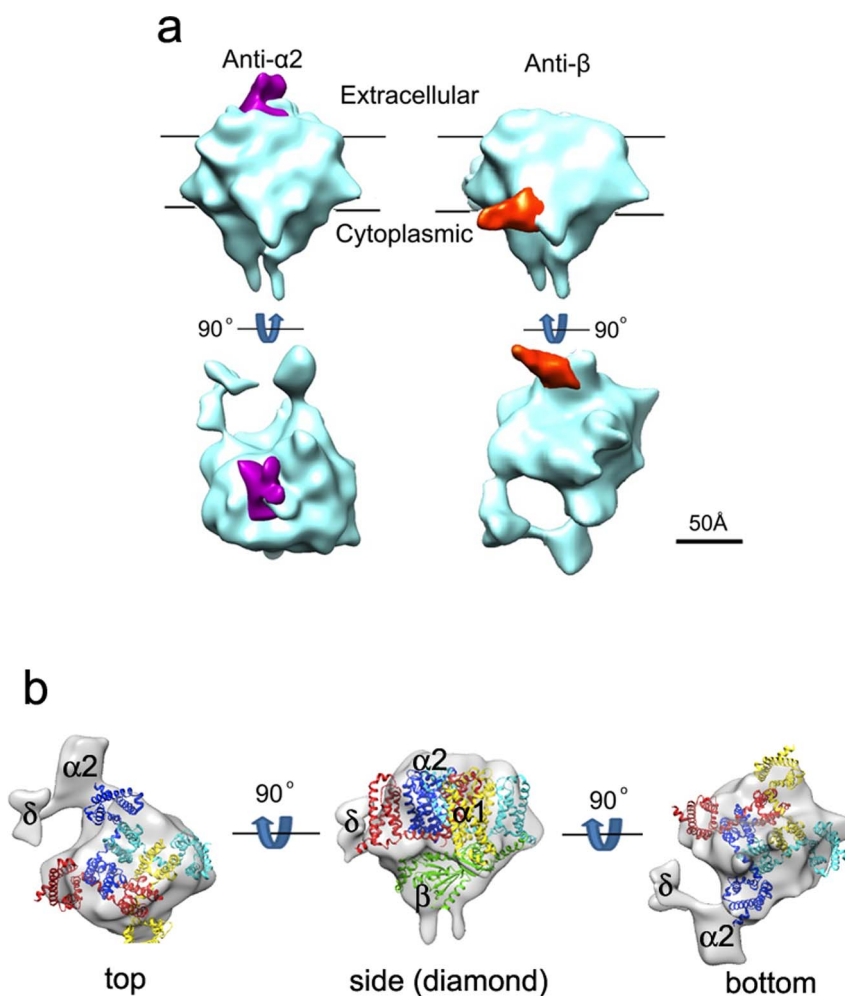 a
Anti-α2 Anti-β
Extracellular
Cytoplasmic
90° 90°
50Å
b
α2 α2
δ 90° α1 90°
δ δ
β α2
top side (diamond) bottom